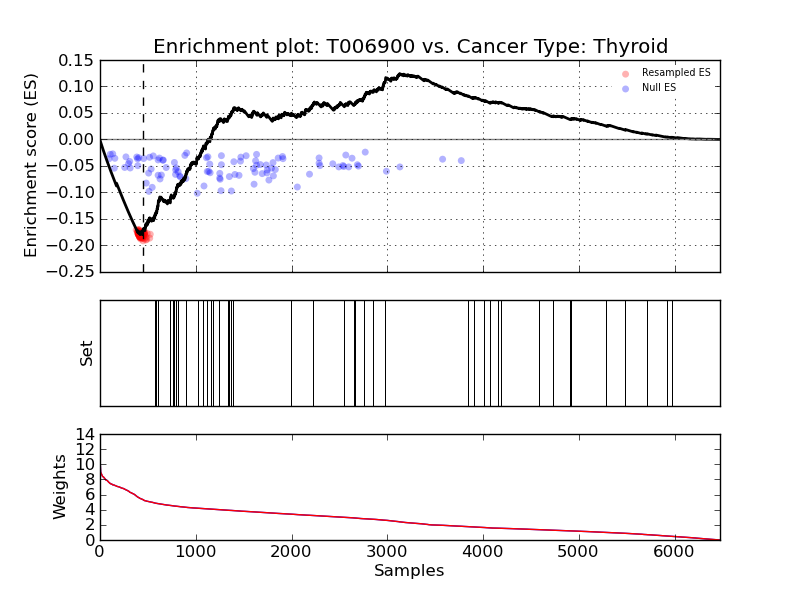 Enrichment plot: T006900 vs. Cancer Type: Thyroid
Enrichment score (ES)
0.15
0.10
0.05
0.00
−0.05
−0.10
−0.15
−0.20
−0.25
Resampled ES
Null ES
Set
Weights
14
12
10
8
6
4
2
0
0 1000 2000 3000 4000 5000 6000
Samples